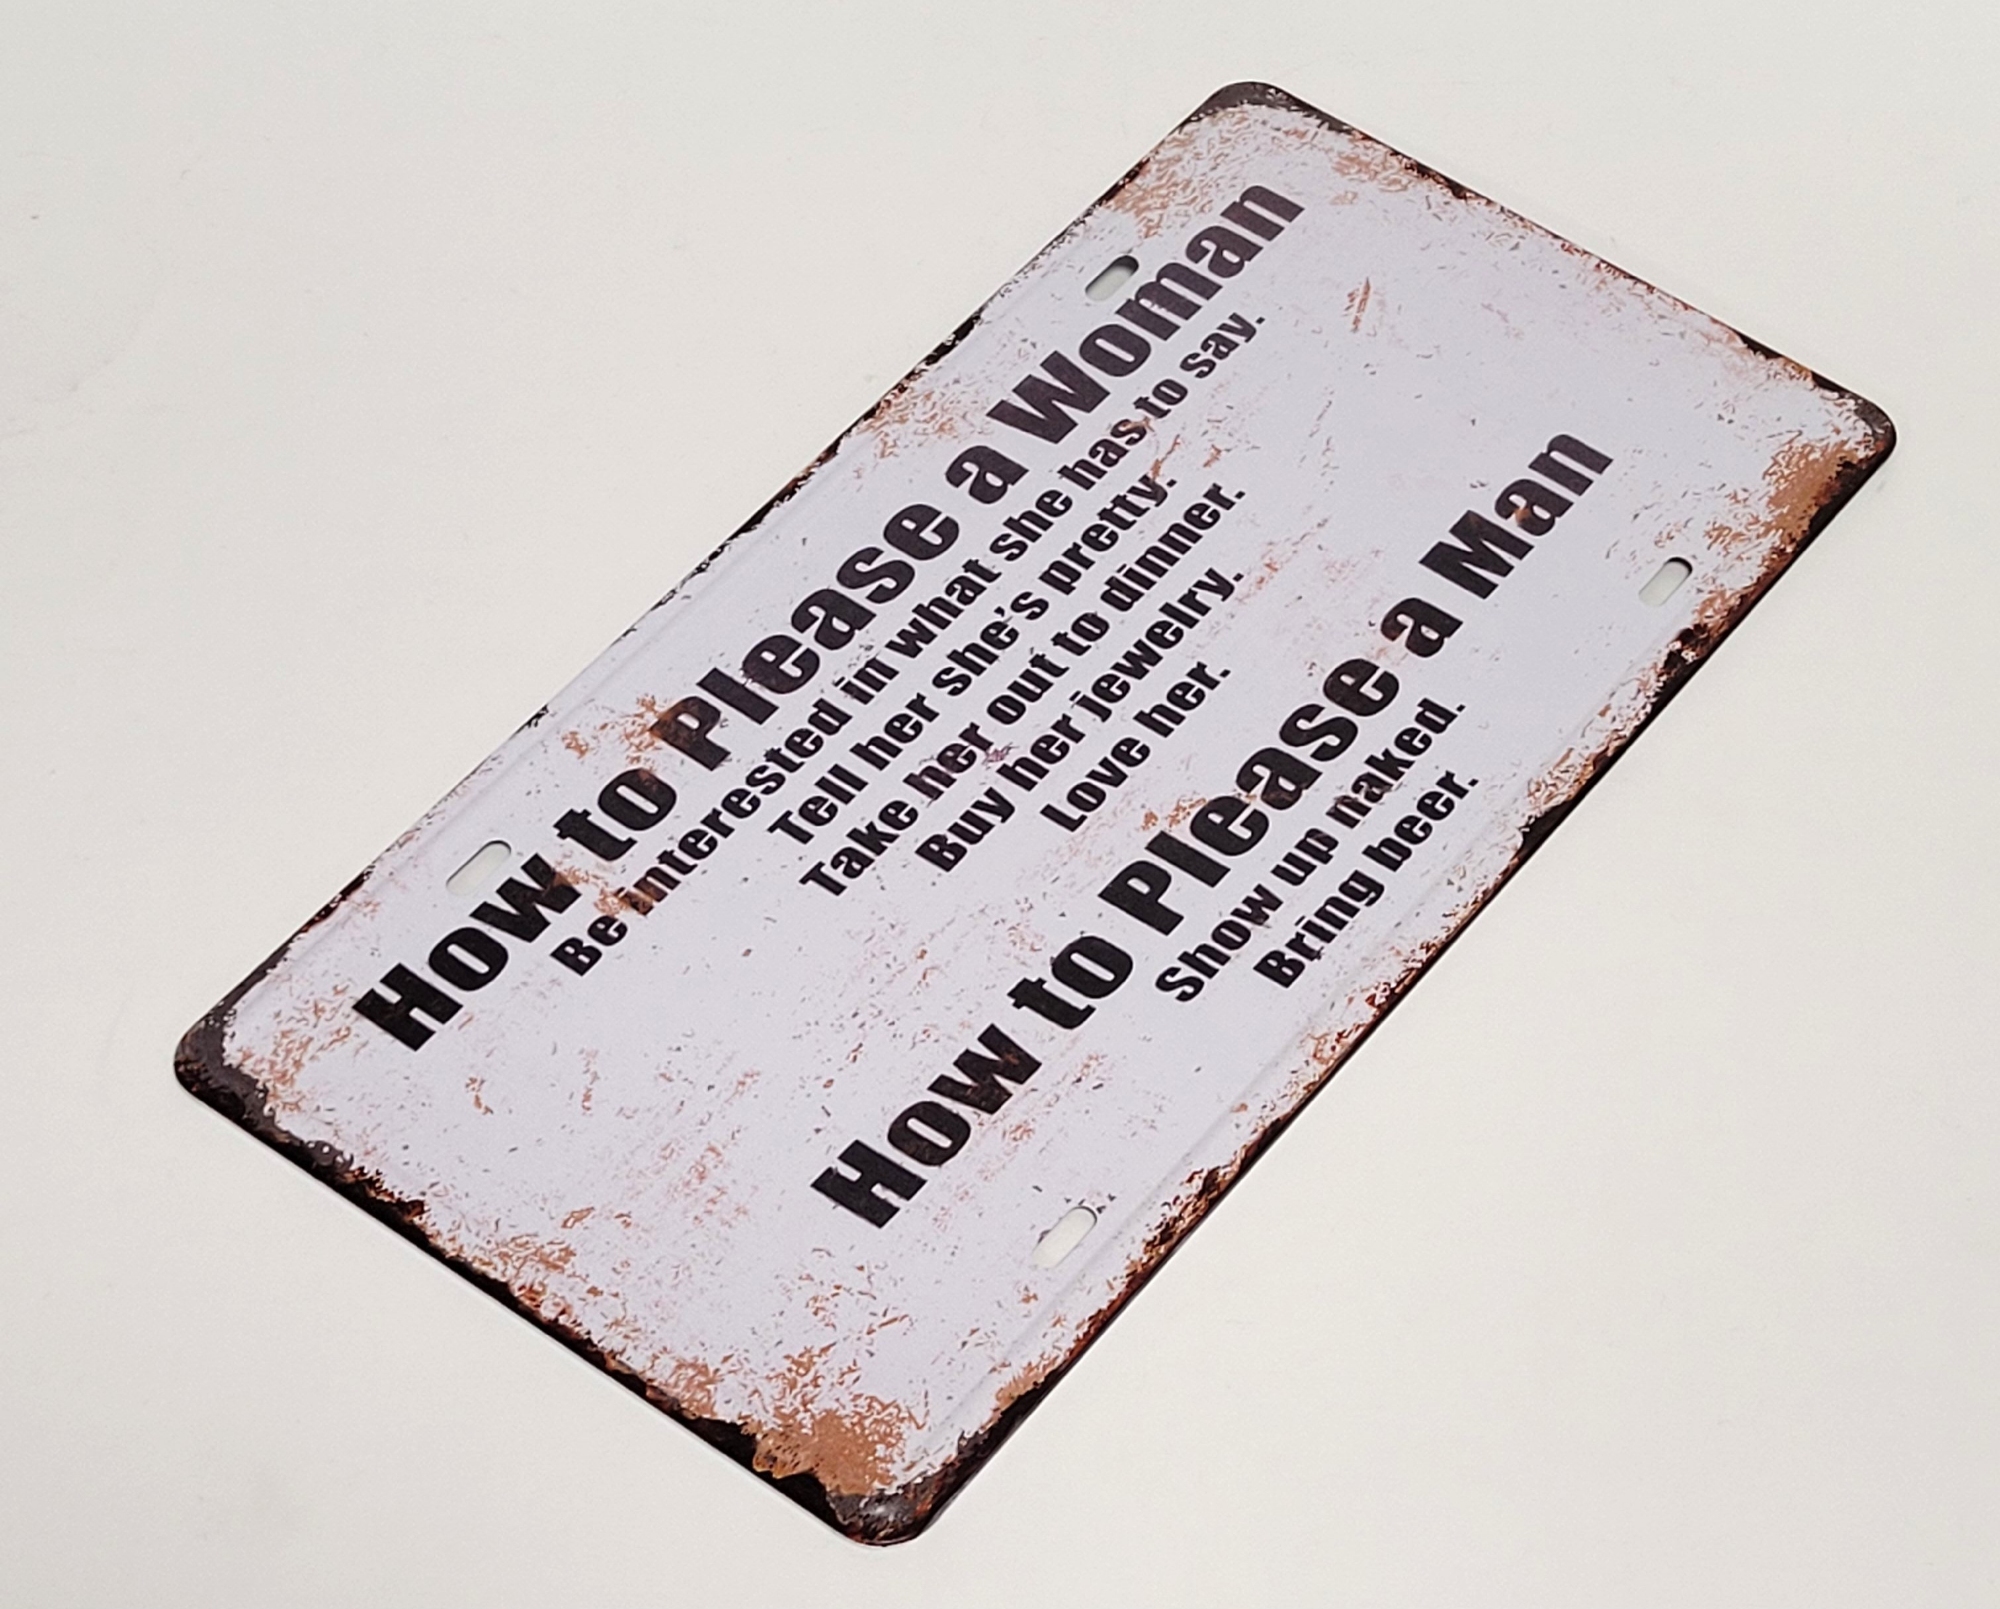 How to Please a Woman
Be interested in what she has to say.
Tell her she's pretty.
Take her out to dinner.
Buy her jewelry.
Love her.
How to Please a Man
Show up naked.
Bring beer.